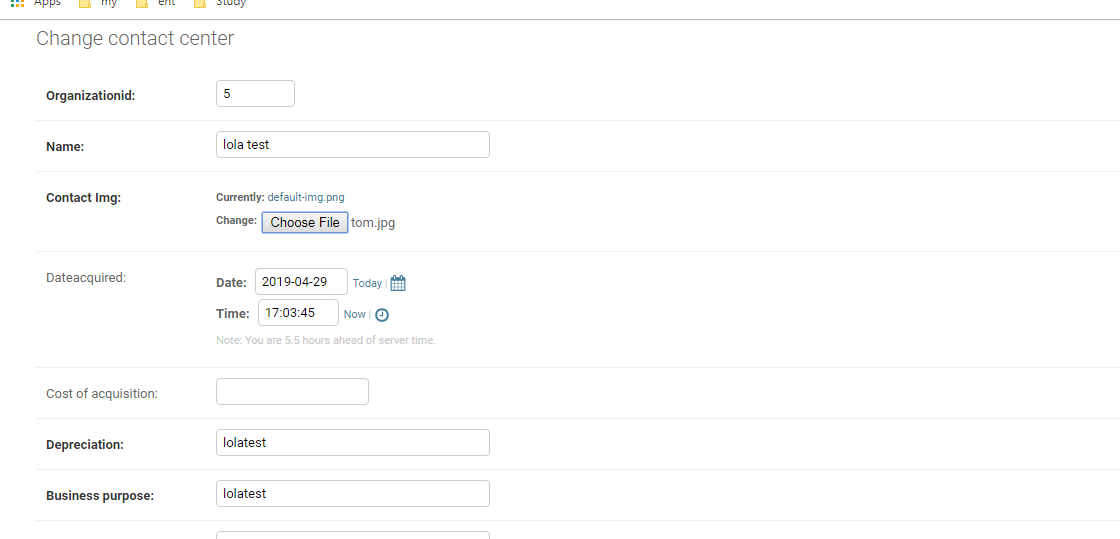 Apps my ent Study
Change contact center
Organizationid: 5
Name: lola test
Contact Img: Currently: default-img.png
Change: Choose File tom.jpg
Dateacquired: Date: 2019-04-29 Today |
Time: 17:03:45 Now |
Note: You are 5.5 hours ahead of server time.
Cost of acquisition:
Depreciation: lolatest
Business purpose: lolatest